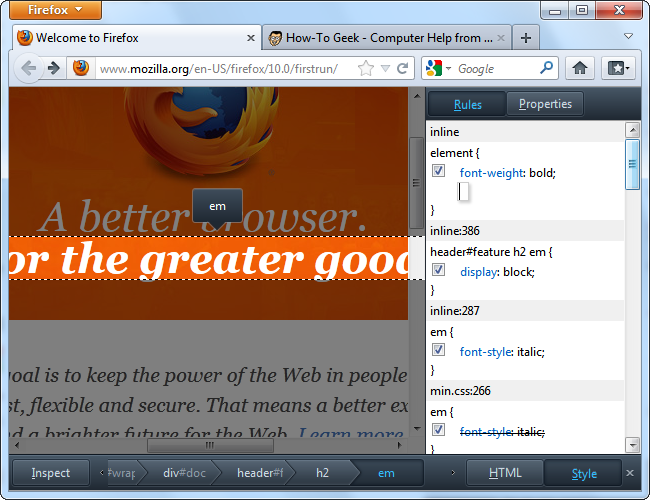 Firefox
Welcome to Firefox
How-To Geek - Computer Help from ...
www.mozilla.org/en-US/firefox/10.0/firstrun/
Google
Rules
Properties
A better browser.
em
or the greater good
oal is to keep the power of the Web in people
st, flexible and secure. That means a better ex
nd a brighter future for the Web. Learn more
inline
element {
font-weight: bold;
}
inline:386
header#feature h2 em {
display: block;
}
inline:287
em {
font-style: italic;
}
min.css:266
em {
font-style: italic;
}
Inspect
#wrap
div#doc
header#f
h2
em
HTML
Style